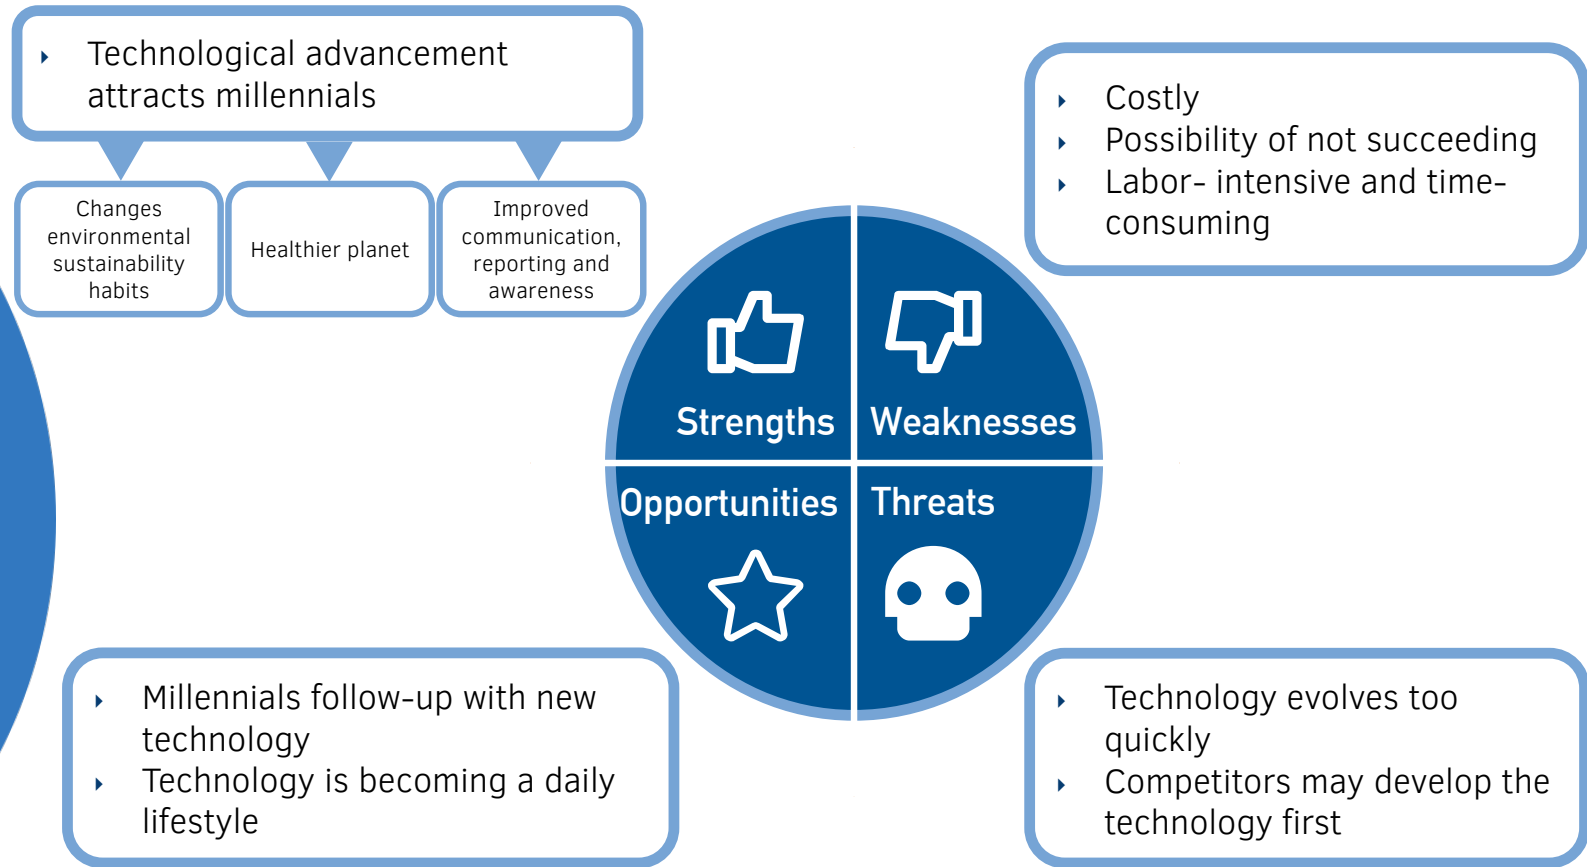 Technological advancement
attracts millennials
Changes
environmental
sustainability
habits
Healthier planet
Improved
communication,
reporting and
awareness
Costly
Possibility of not succeeding
Labor- intensive and time-
consuming
Strengths
Weaknesses
Opportunities
Threats
Millennials follow-up with new
technology
Technology is becoming a daily
lifestyle
Technology evolves too
quickly
Competitors may develop the
technology first